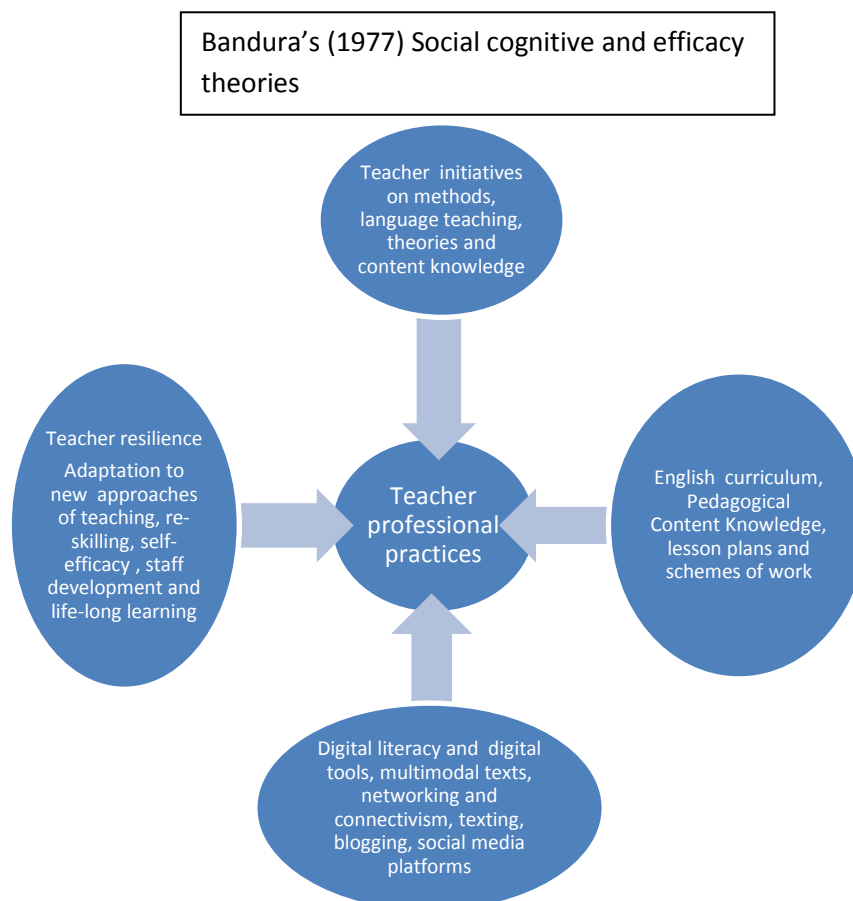 Bandura's (1977) Social cognitive and efficacy
theories
Teacher initiatives
on methods,
language teaching,
theories and
content knowledge
Teacher resilience
Adaptation to
new approaches
of teaching, re-
skilling, self-
efficacy , staff
development and
life-long learning
Teacher
professional
practices
English curriculum,
Pedagogical
Content Knowledge,
lesson plans and
schemes of work
Digital literacy and digital
tools, multimodal texts,
networking and
connectivism, texting,
blogging, social media
platforms